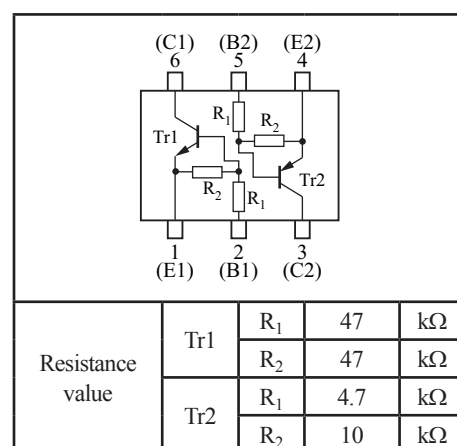 (C1) (B2) (E2)
6 5 4
R1 R2
Tr1
R2 R1 Tr2
1 2 3
(E1) (B1) (C2)
Resistance value Tr1 R1 47 kΩ
R2 47 kΩ
Tr2 R1 4.7 kΩ
R2 10 kΩ